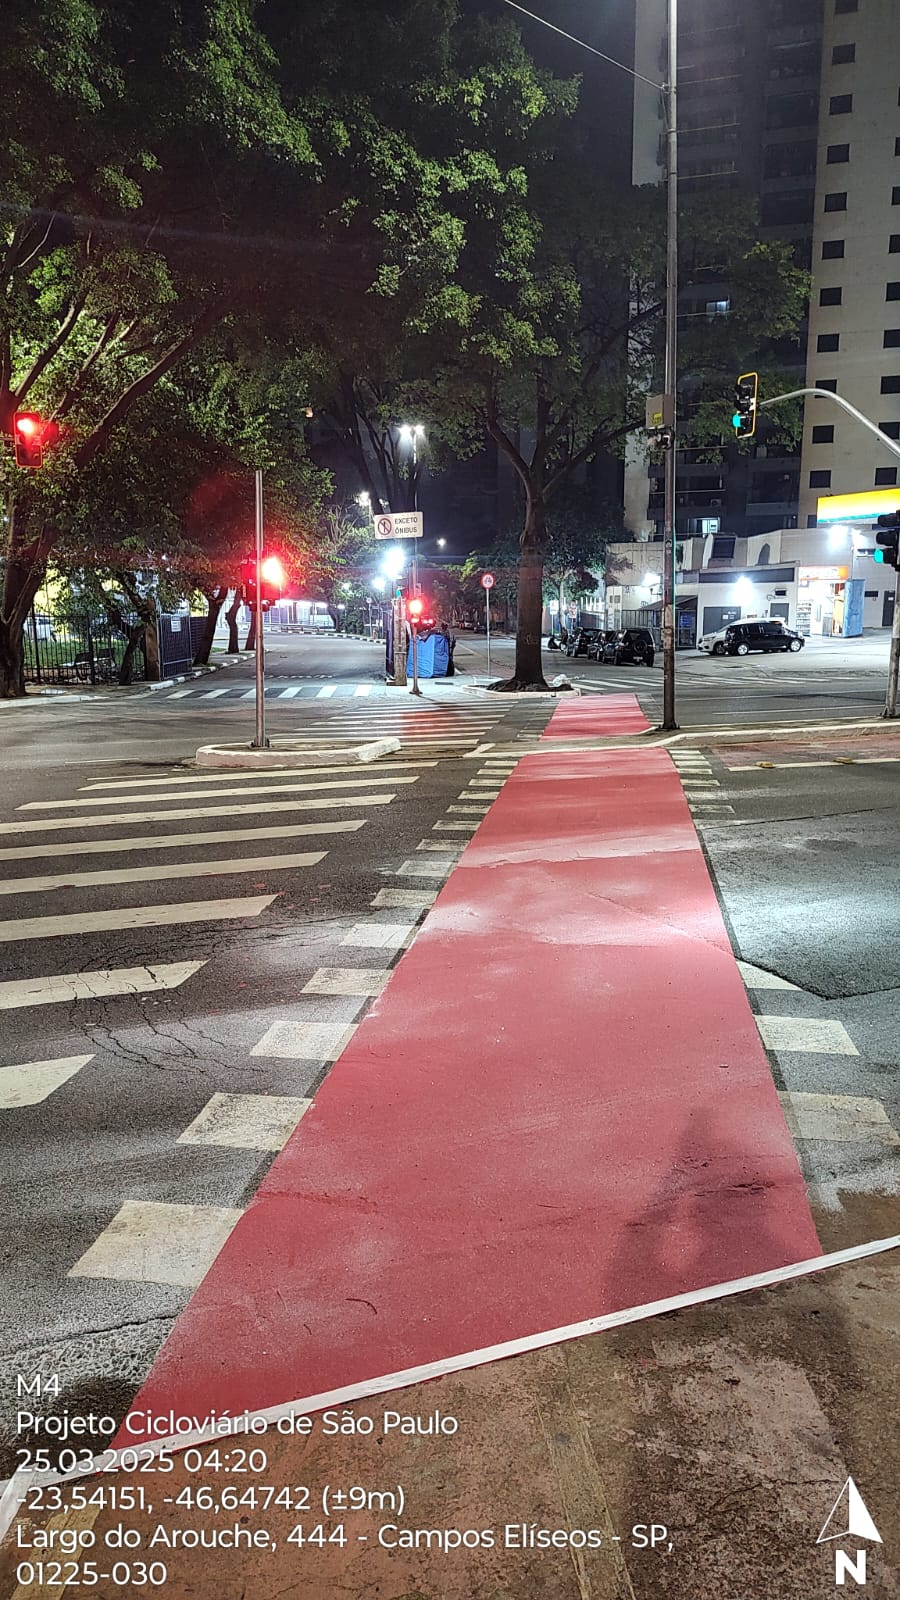 EXCETO
ÔNIBUS
M4
Projeto Cicloviário de São Paulo
25.03.2025 04:20
-23,54151, -46,64742 (±9m)
Largo do Arouche, 444 - Campos Elíseos - SP,
01225-030
N